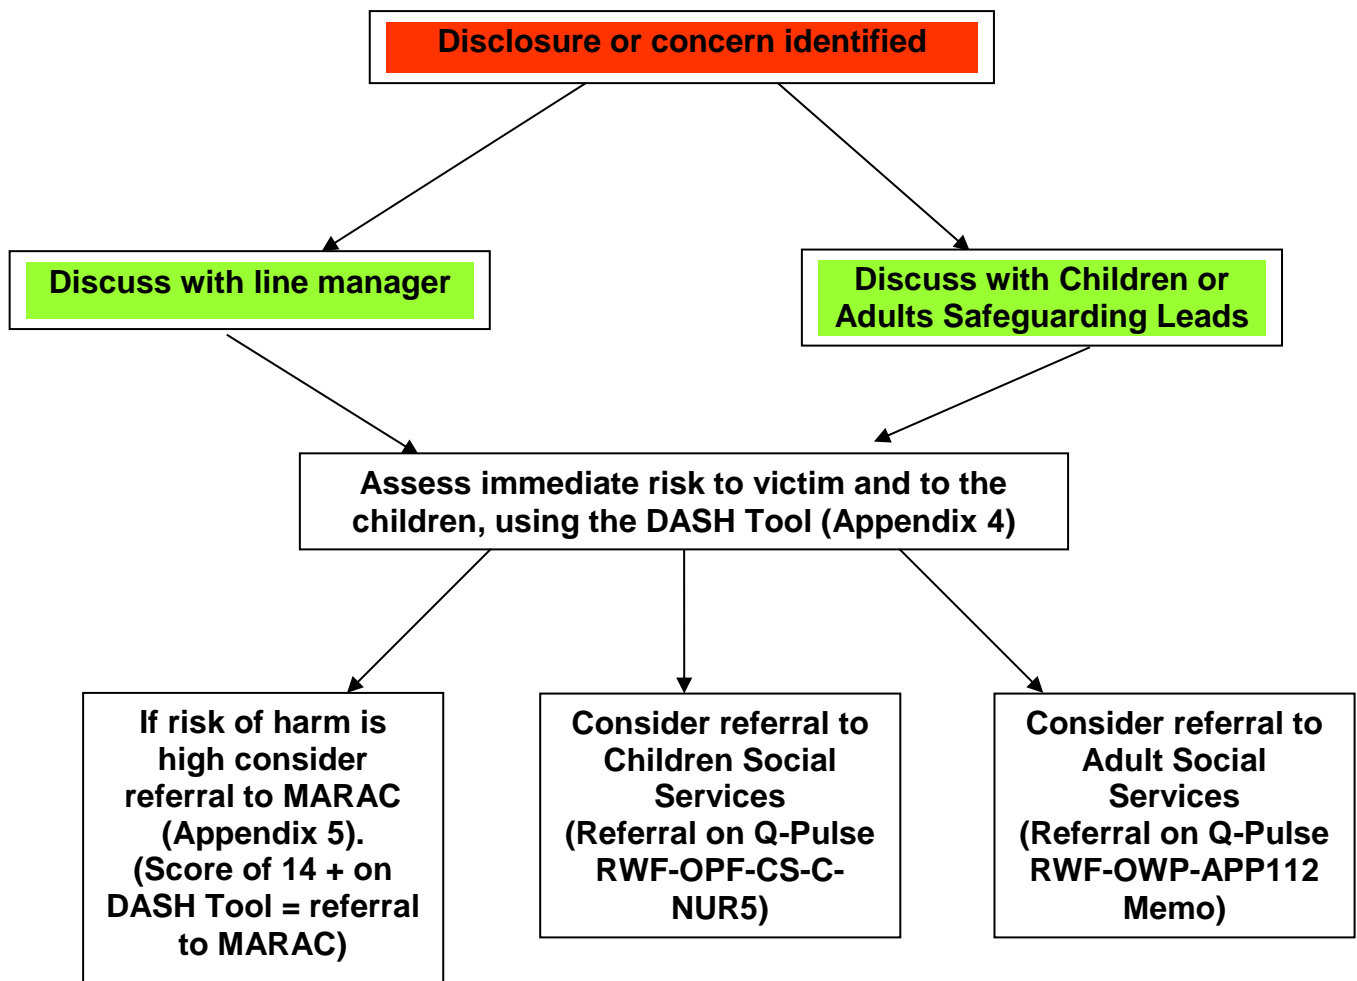 Disclosure or concern identified
Discuss with line manager
Discuss with Children or
Adults Safeguarding Leads
Assess immediate risk to victim and to the
children, using the DASH Tool (Appendix 4)
If risk of harm is
high consider
referral to MARAC
(Appendix 5).
(Score of 14 + on
DASH Tool = referral
to MARAC)
Consider referral to
Children Social
Services
(Referral on Q-Pulse
RWF-OPF-CS-C-
NUR5)
Consider referral to
Adult Social
Services
(Referral on Q-Pulse
RWF-OWP-APP112
Memo)